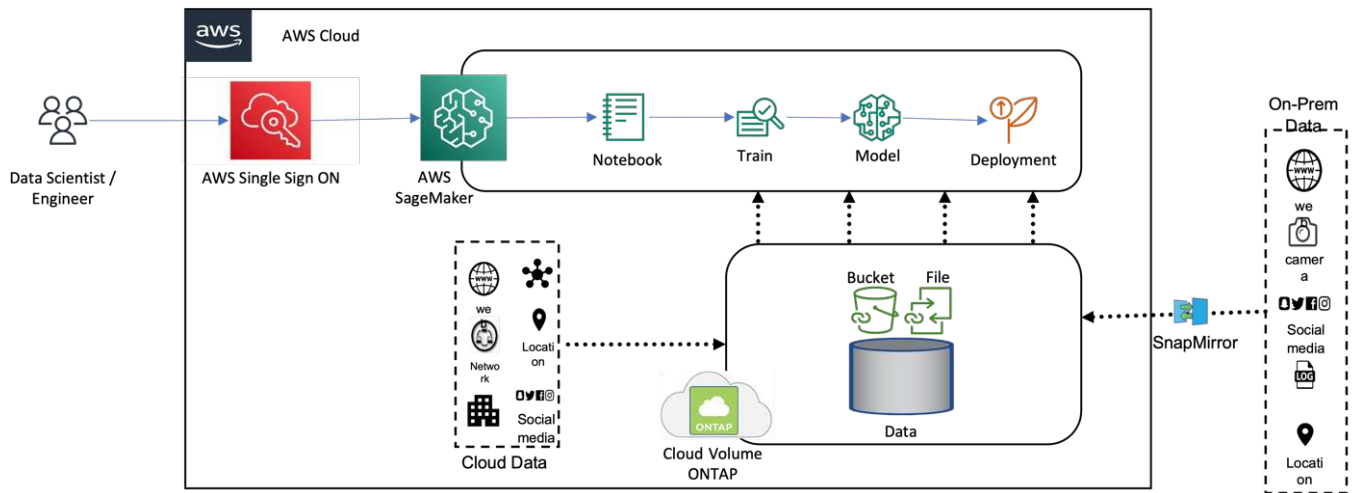 aws
AWS Cloud
Data Scientist /
Engineer
AWS Single Sign ON
AWS
SageMaker
Notebook
Train
Model
Deployment
On-Prem
Data
WWW
we
b
camer
a
Social
media
LOG
Locati
on
SnapMirror
Bucket
File
Data
ONTAP
Cloud Volume
ONTAP
WWW
we
Netwo
rk
Locati
on
Social
media
Cloud Data